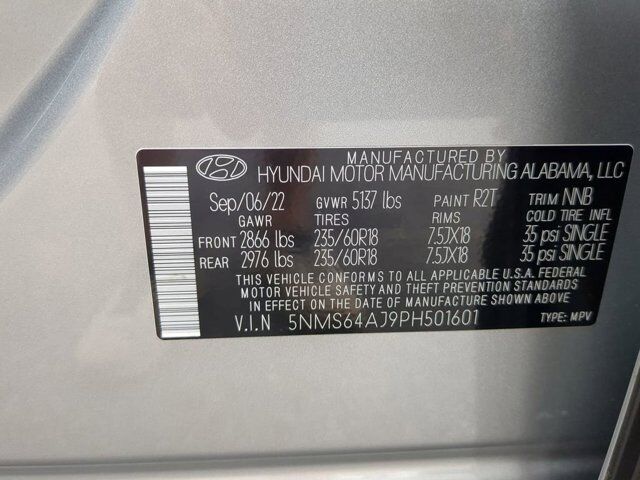 MANUFACTURED BY
HYUNDAI MOTOR MANUFACTURING ALABAMA, LLC
Sep/06/22 GVWR 5137 lbs PAINT R2T TRIM NNB
GAWR TIRES RIMS COLD TIRE INFL
FRONT 2866 lbs 235/60R18 7.5JX18 35 psi SINGLE
REAR 2976 lbs 235/60R18 7.5JX18 35 psi SINGLE
THIS VEHICLE CONFORMS TO ALL APPLICABLE U.S.A. FEDERAL
MOTOR VEHICLE SAFETY AND THEFT PREVENTION STANDARDS
IN EFFECT ON THE DATE OF MANUFACTURE SHOWN ABOVE.
V.I.N 5NMS64AJ9PH501601 TYPE: MPV